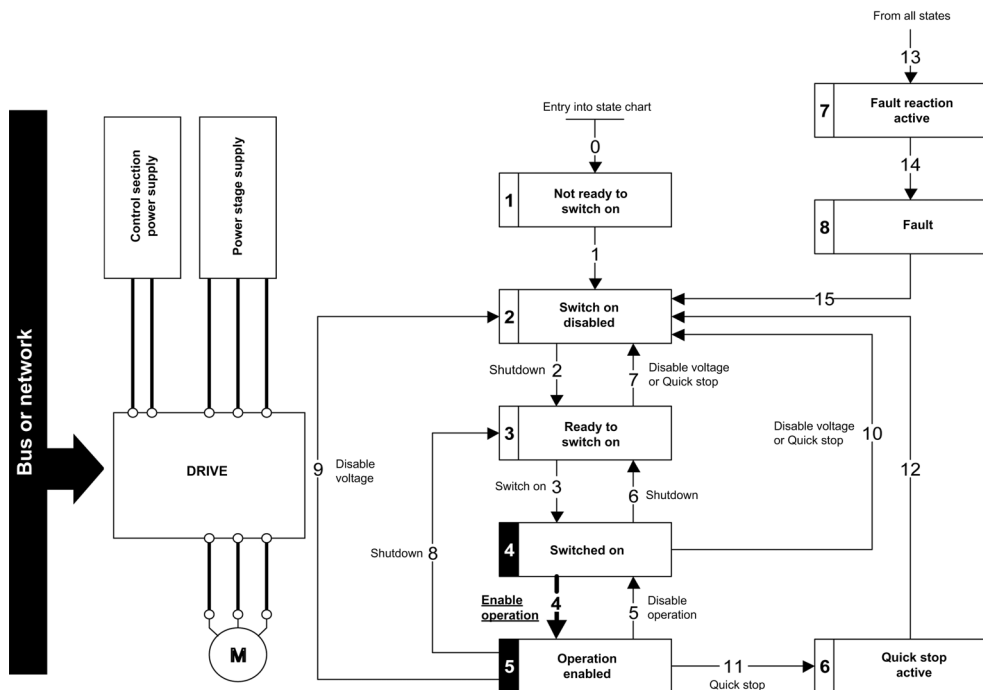 From all states
13
7
Fault reaction
active
14
8
Fault
15
Entry into state chart
0
1
Not ready to
switch on
1
2
Switch on
disabled
Shutdown 2
7
Disable voltage
or Quick stop
3
Ready to
switch on
Switch on 3
6 Shutdown
4
Switched on
Enable
operation
4
5
Disable
operation
5
Operation
enabled
11
Quick stop
6
Quick stop
active
12
Disable voltage
or Quick stop
10
9
Disable
voltage
Shutdown 8
Bus or network
Control section
power supply
Power stage supply
DRIVE
M